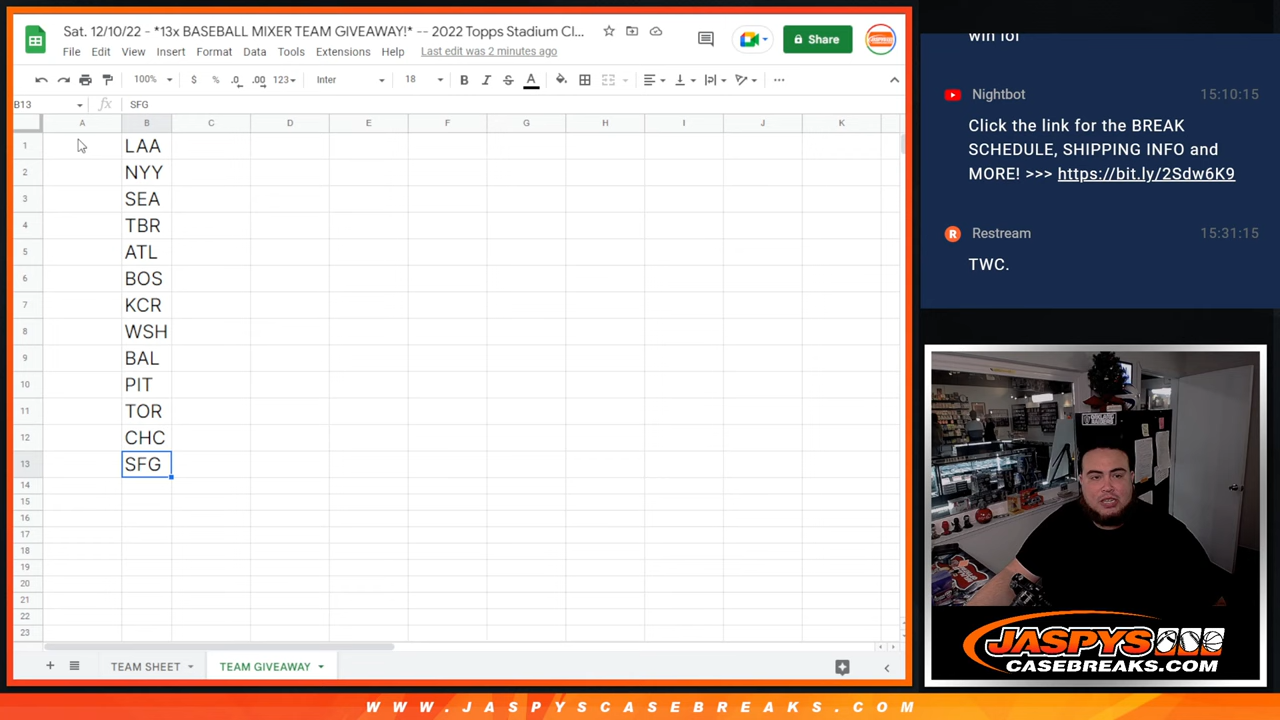 Sat. 12/10/22 - *13x BASEBALL MIXER TEAM GIVEAWAY!* -- 2022 Topps Stadium Cl...
File Edit View Insert Format Data Tools Extensions Help Last edit was 2 minutes ago
Share
100% $ % .0 .00 123 Inter 18 B I S A
B13 fx SFG
A B C D E F G H I J K
1 LAA
2 NYY
3 SEA
4 TBR
5 ATL
6 BOS
7 KCR
8 WSH
9 BAL
10 PIT
11 TOR
12 CHC
13 SFG
14
15
16
17
18
19
20
21
22
23
TEAM SHEET TEAM GIVEAWAY
win for
Nightbot 15:10:15
Click the link for the BREAK
SCHEDULE, SHIPPING INFO and
MORE! >>> https://bit.ly/2Sdw6K9
Restream 15:31:15
TWC.
JASPYS
CASEBREAKS.COM
WWW.JASPYSCASEBREAKS.COM